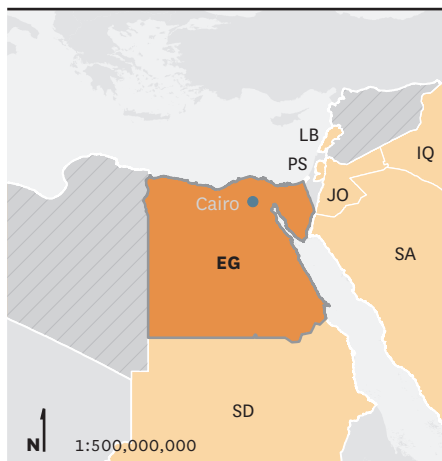 LB
IQ
PS
JO
Cairo
EG
SA
SD
N
1:500,000,000